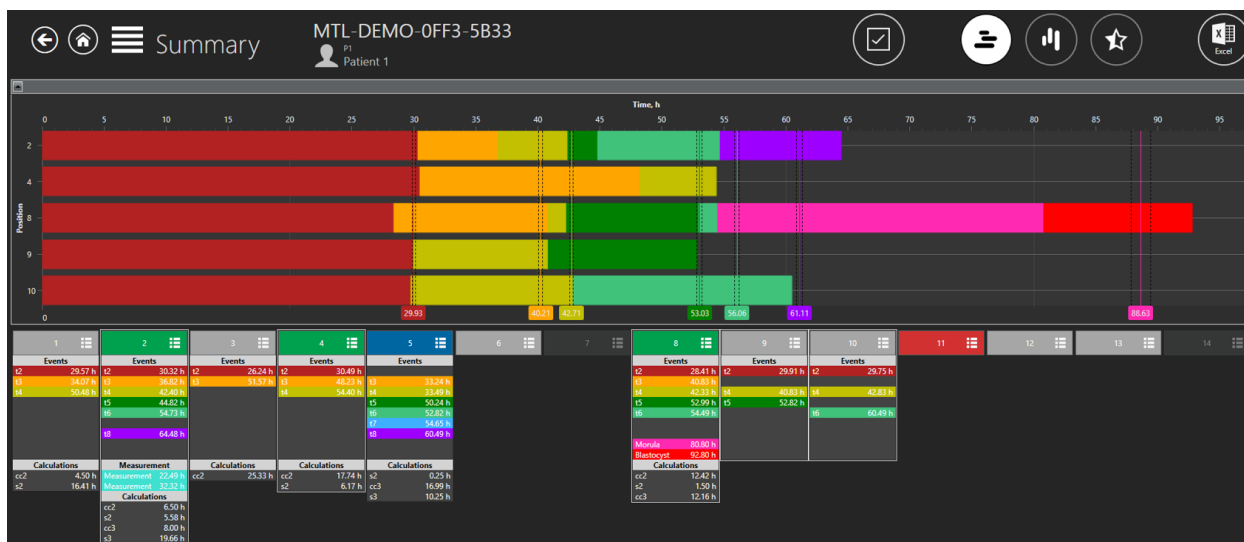 Summary
MTL-DEMO-0FF3-5B33
P1
Patient 1
Excel
Time, h
0 5 10 15 20 25 30 35 40 45 50 55 60 65 70 75 80 85 90 95
Position
2
4
8
9
10
0 29.93 40.21 42.71 53.03 56.06 61.11 88.63
1 2 3 4 5 6 7 8 9 10 11 12 13 14
Events Events Events Events Events Events Events Events
t2 29.57 h t2 30.32 h t2 26.24 h t2 30.49 h t2 28.41 h t2 29.91 h t2 29.75 h
t3 34.07 h t3 36.82 h t3 51.57 h t3 48.23 h t3 33.24 h t3 40.83 h
t4 50.48 h t4 42.40 h t4 54.40 h t4 33.49 h t4 42.33 h t4 40.83 h t4 42.83 h
t5 44.82 h t5 50.24 h t5 52.99 h t5 52.82 h
t6 54.73 h t6 52.82 h t6 54.49 h t6 60.49 h
t7 54.65 h
t8 64.48 h t8 60.49 h
Morula 80.80 h
Blastocyst 92.80 h
Calculations Measurement Calculations Calculations Calculations Calculations
cc2 4.50 h Measurement 22.49 h cc2 25.33 h cc2 17.74 h s2 0.25 h cc2 12.42 h
s2 16.41 h Measurement 32.32 h s2 6.17 h cc3 16.99 h s2 1.50 h
Calculations s3 10.25 h cc3 12.16 h
cc2 6.50 h
s2 5.58 h
cc3 8.00 h
s3 19.66 h